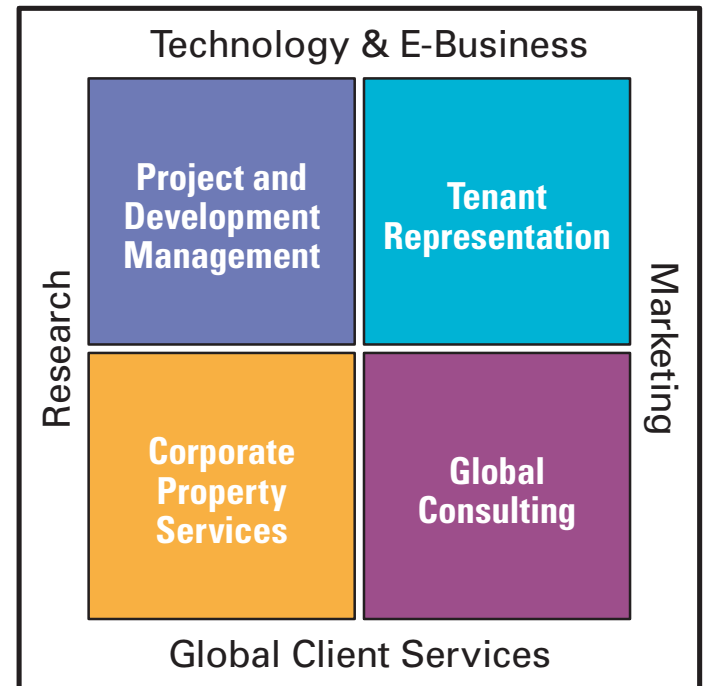 Technology & E-Business
Project and
Development
Management
Tenant
Representation
Research
Marketing
Corporate
Property
Services
Global
Consulting
Global Client Services